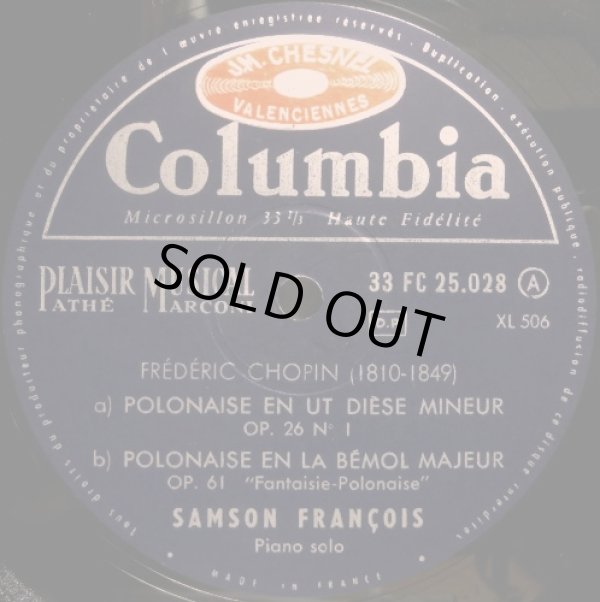 Tous droits du producteur phonographique et du propriétaire de l'œuvre enregistrée réservés. Duplication, exécution publique, radiodiffusion de ce disque interdites
JM. CHESNEL
VALENCIENNES
Columbia
Microsillon 33 1/3 Haute Fidélité
PLAISIR MUSICAL
PATHÉ MARCONI
33 FC 25.028 A
XL 506
SOLD OUT
FRÉDÉRIC CHOPIN (1810-1849)
a) POLONAISE EN UT DIÈSE MINEUR
OP. 26 N° 1
b) POLONAISE EN LA BÉMOL MAJEUR
OP. 61 "Fantaisie-Polonaise"
SAMSON FRANÇOIS
Piano solo
MADE IN FRANCE